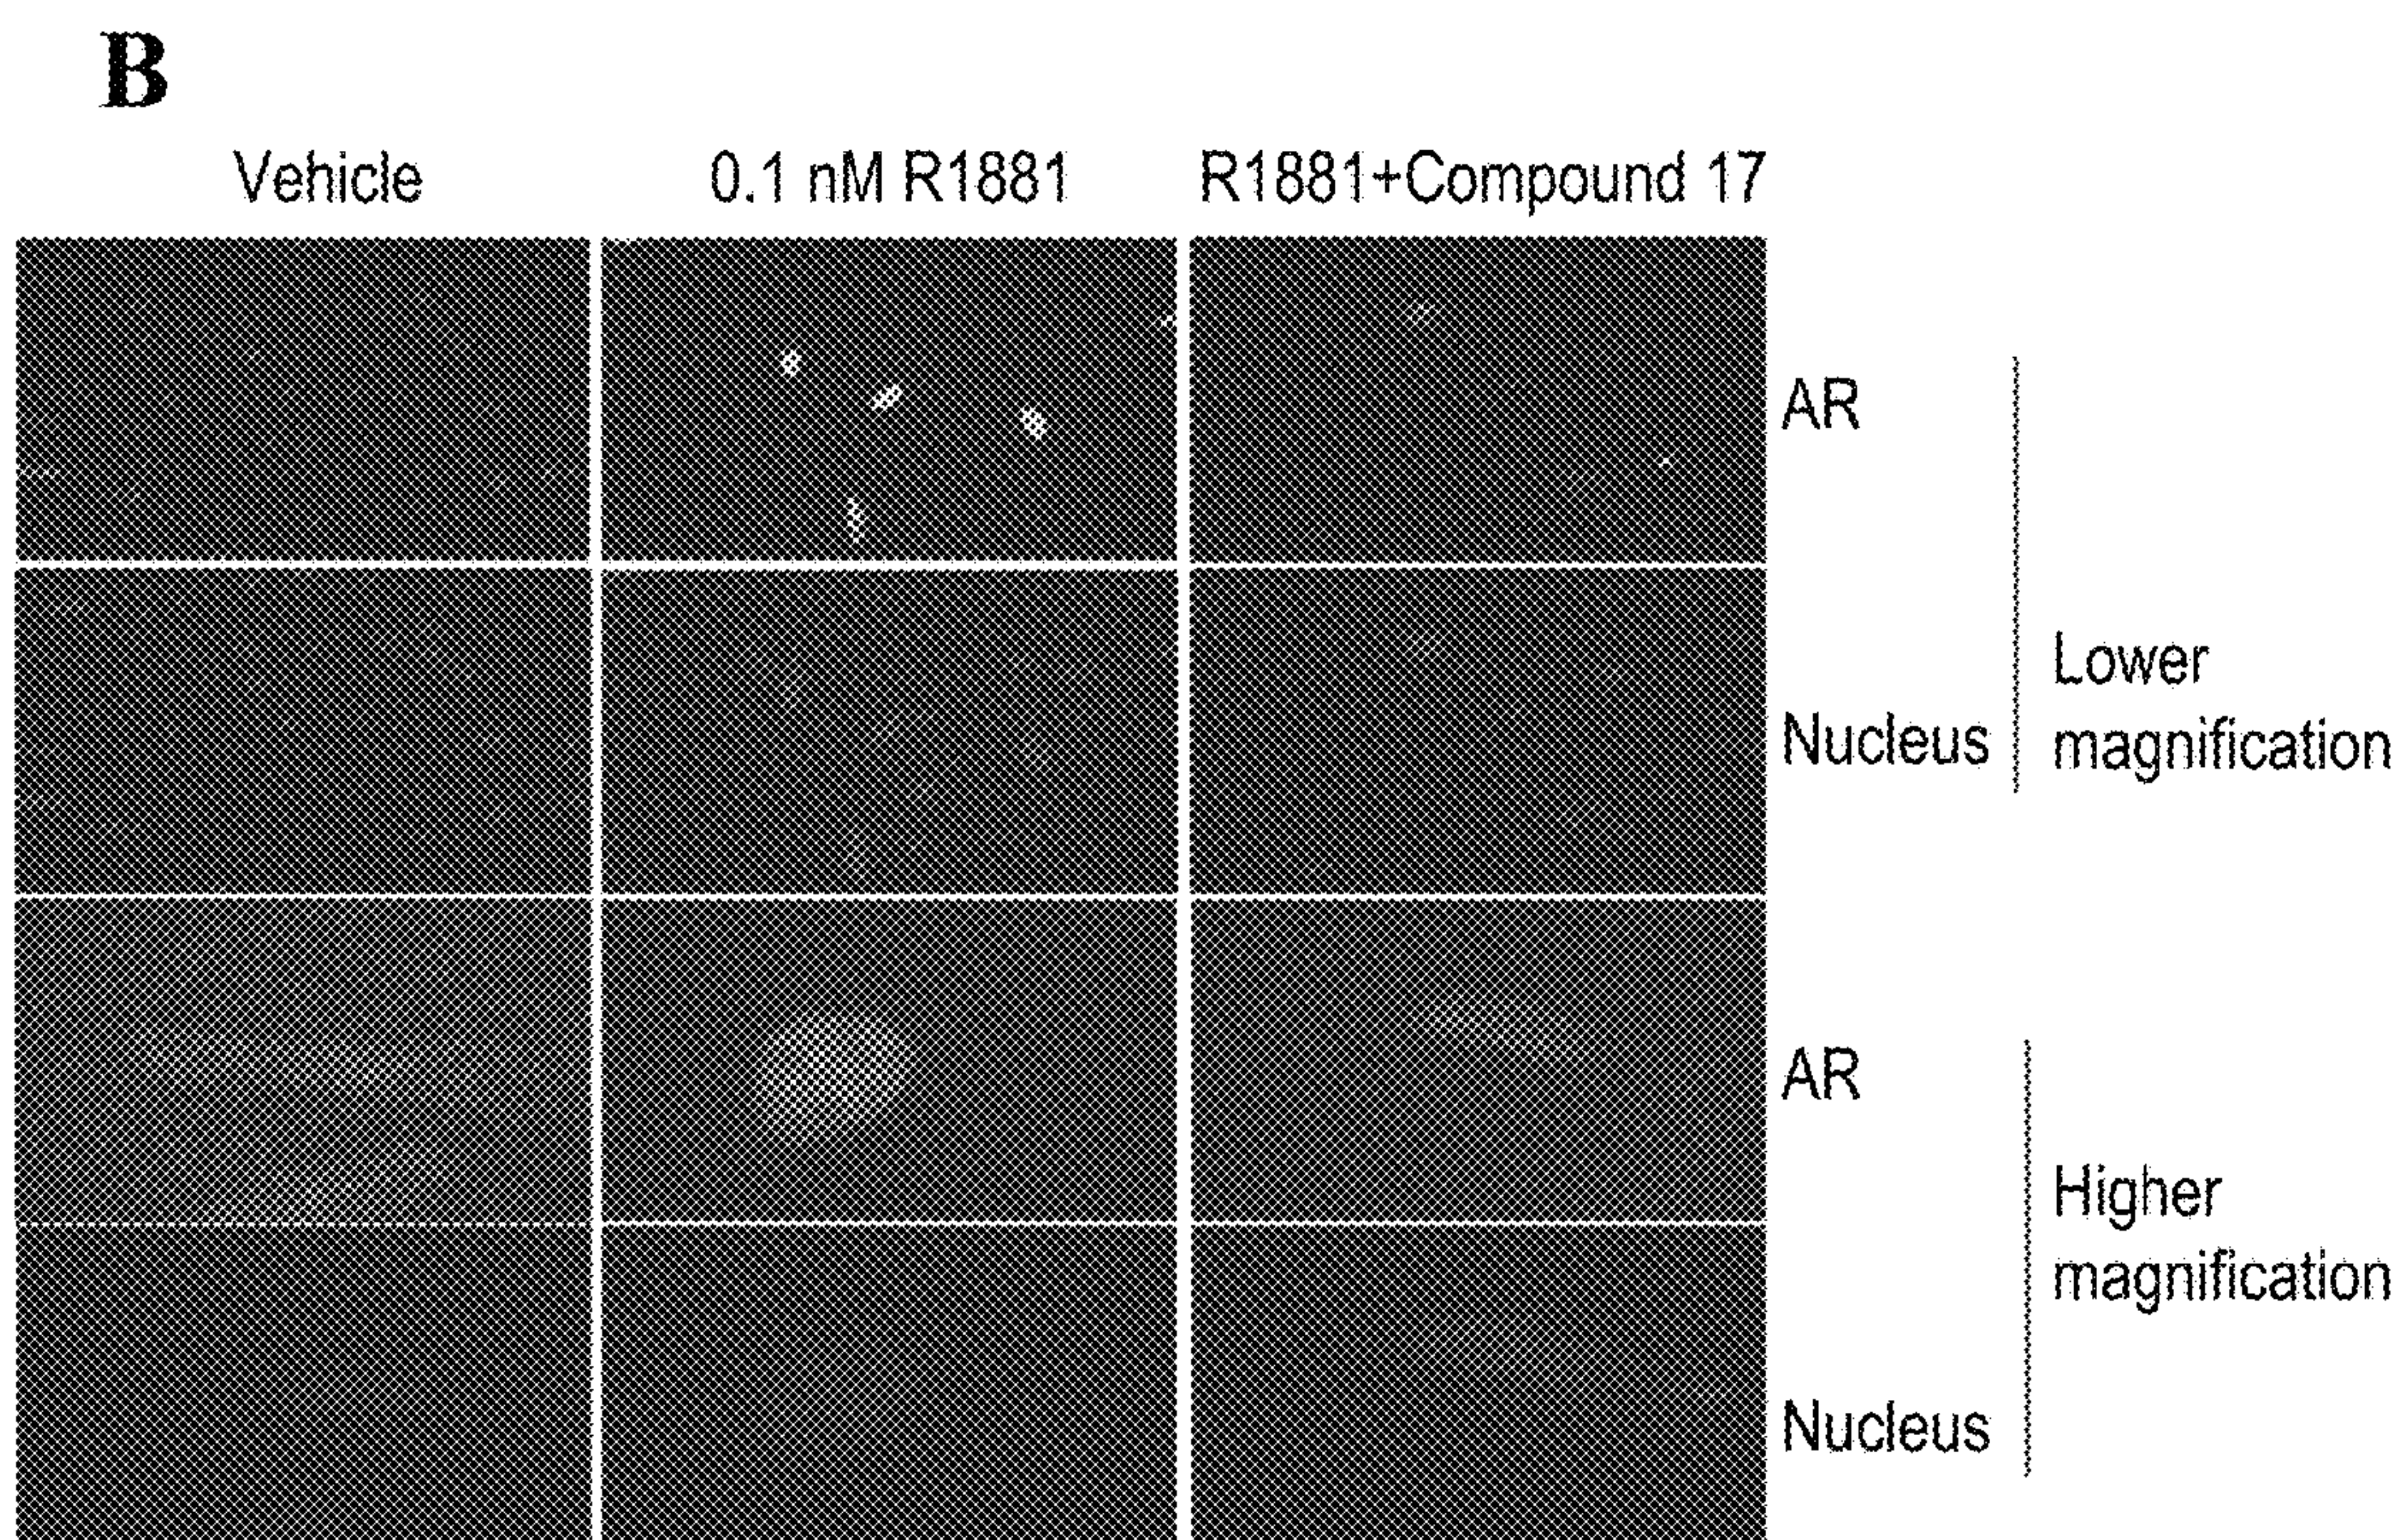 B
Vehicle
0.1 nM R1881
R1881+Compound 17
AR
Nucleus
Lower
magnification
AR
Nucleus
Higher
magnification